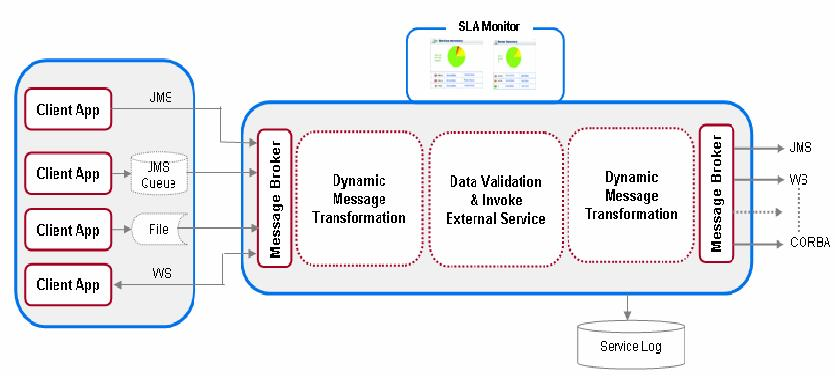 SLA Monitor
Client App
JMS
Client App
JMS
Queue
Client App
File
Client App
WS
Message Broker
Dynamic
Message
Transformation
Data Validation
& Invoke
External Service
Dynamic
Message
Transformation
Message Broker
JMS
WS
CORBA
Service Log